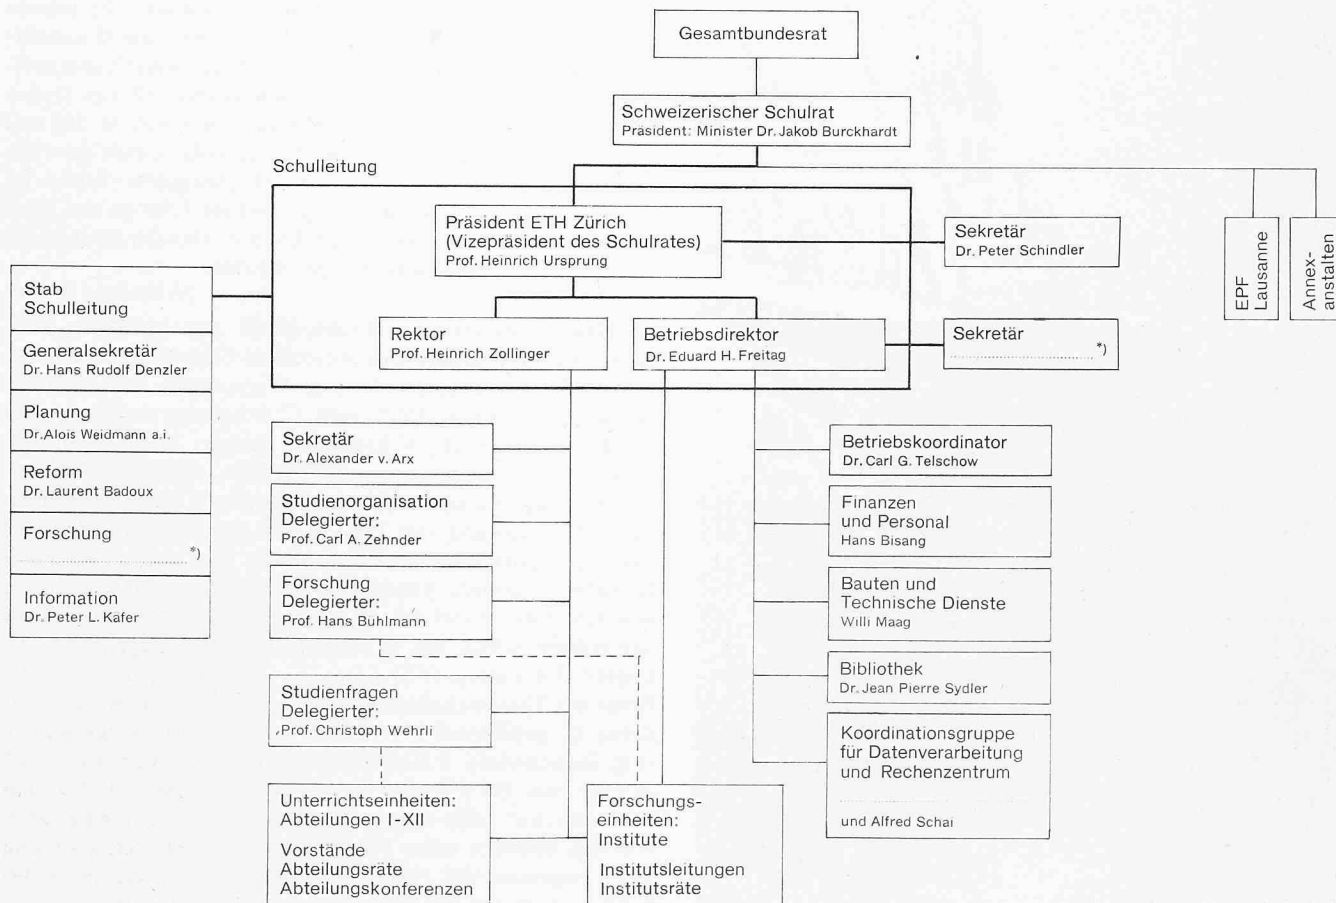 Gesamtbundesrat
Schweizerischer Schulrat
Präsident: Minister Dr. Jakob Burckhardt
Schulleitung
Präsident ETH Zürich
(Vizepräsident des Schulrates)
Prof. Heinrich Ursprung
Sekretär
Dr. Peter Schindler
EPF
Lausanne
Annex-
anstalten
Stab
Schulleitung
Generalsekretär
Dr. Hans Rudolf Denzler
Planung
Dr. Alois Weidmann a.i.
Reform
Dr. Laurent Badoux
Forschung
*)
Information
Dr. Peter L. Käfer
Rektor
Prof. Heinrich Zollinger
Betriebsdirektor
Dr. Eduard H. Freitag
Sekretär
*)
Sekretär
Dr. Alexander v. Arx
Studienorganisation
Delegierter:
Prof. Carl A. Zehnder
Forschung
Delegierter:
Prof. Hans Bühlmann
Studienfragen
Delegierter:
Prof. Christoph Wehrli
Unterrichtseinheiten:
Abteilungen I-XII
Vorstände
Abteilungsräte
Abteilungskonferenzen
Forschungs-
einheiten:
Institute
Institutsleitungen
Institutsräte
Betriebskoordinator
Dr. Carl G. Telschow
Finanzen
und Personal
Hans Bisang
Bauten und
Technische Dienste
Willi Maag
Bibliothek
Dr. Jean Pierre Sydler
Koordinationsgruppe
für Datenverarbeitung
und Rechenzentrum
und Alfred Schai